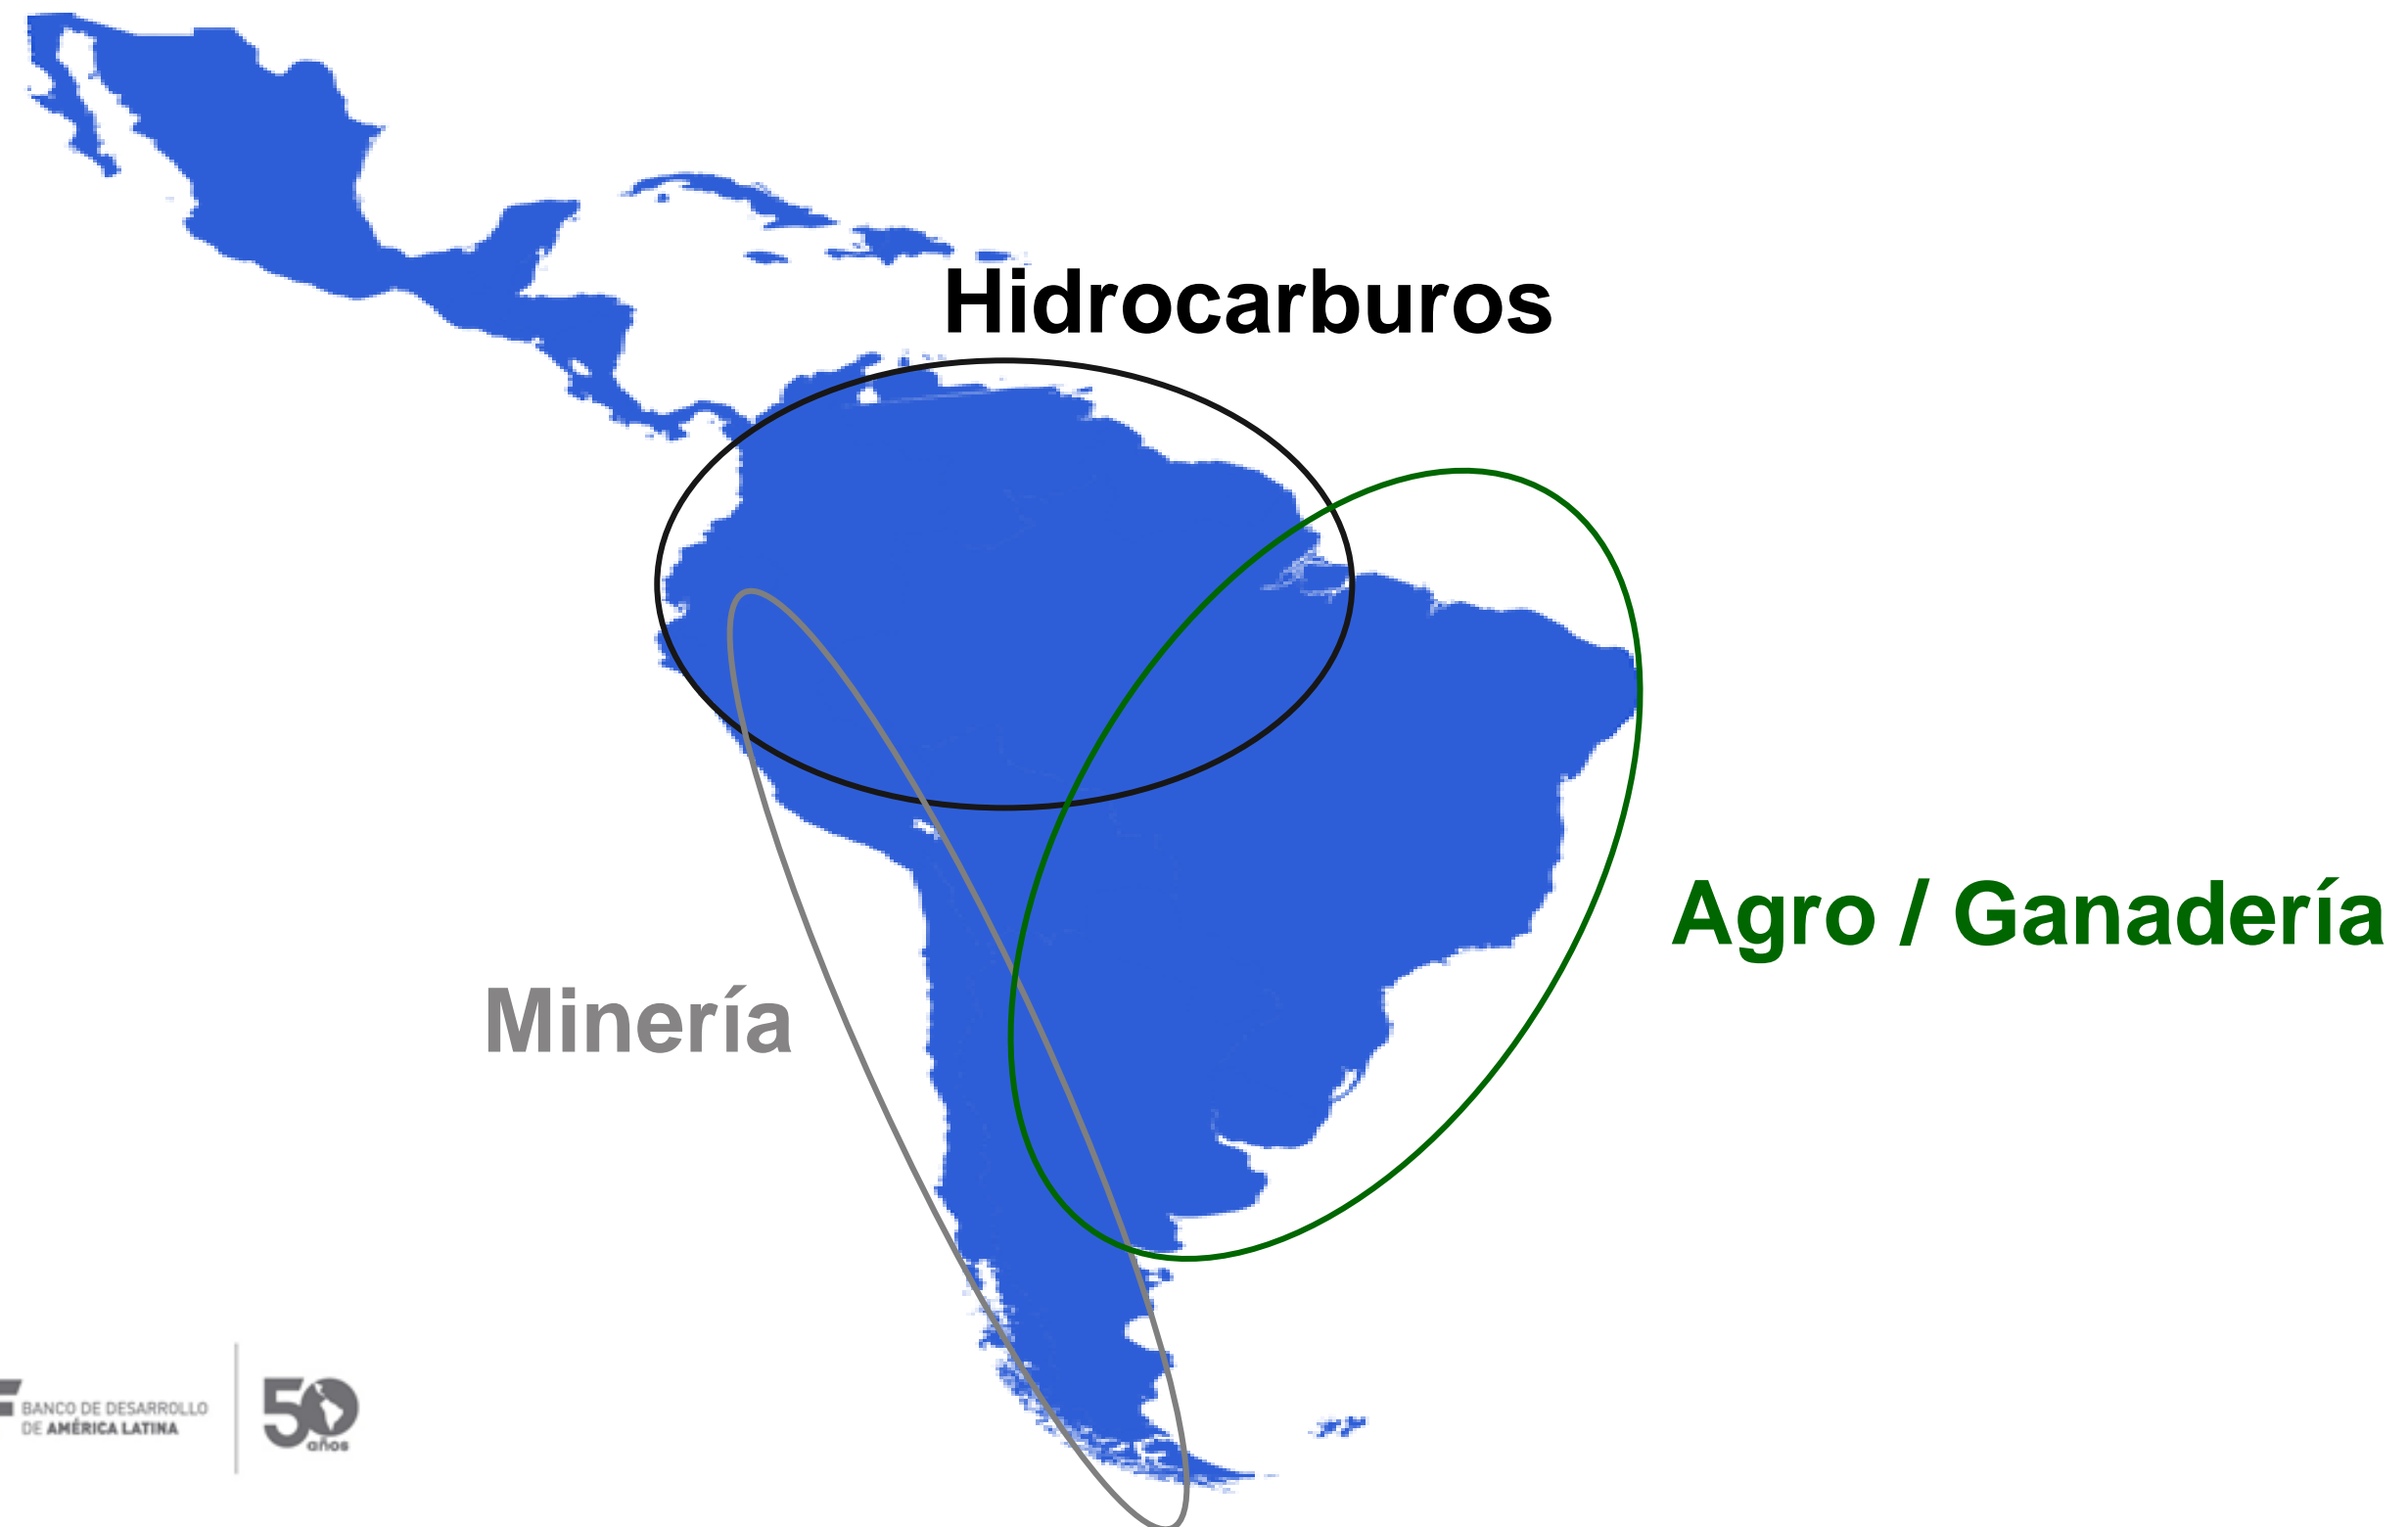 Hidrocarburos
Agro / Ganadería
Minería
BANCO DE DESARROLLO
DE AMÉRICA LATINA
50
años